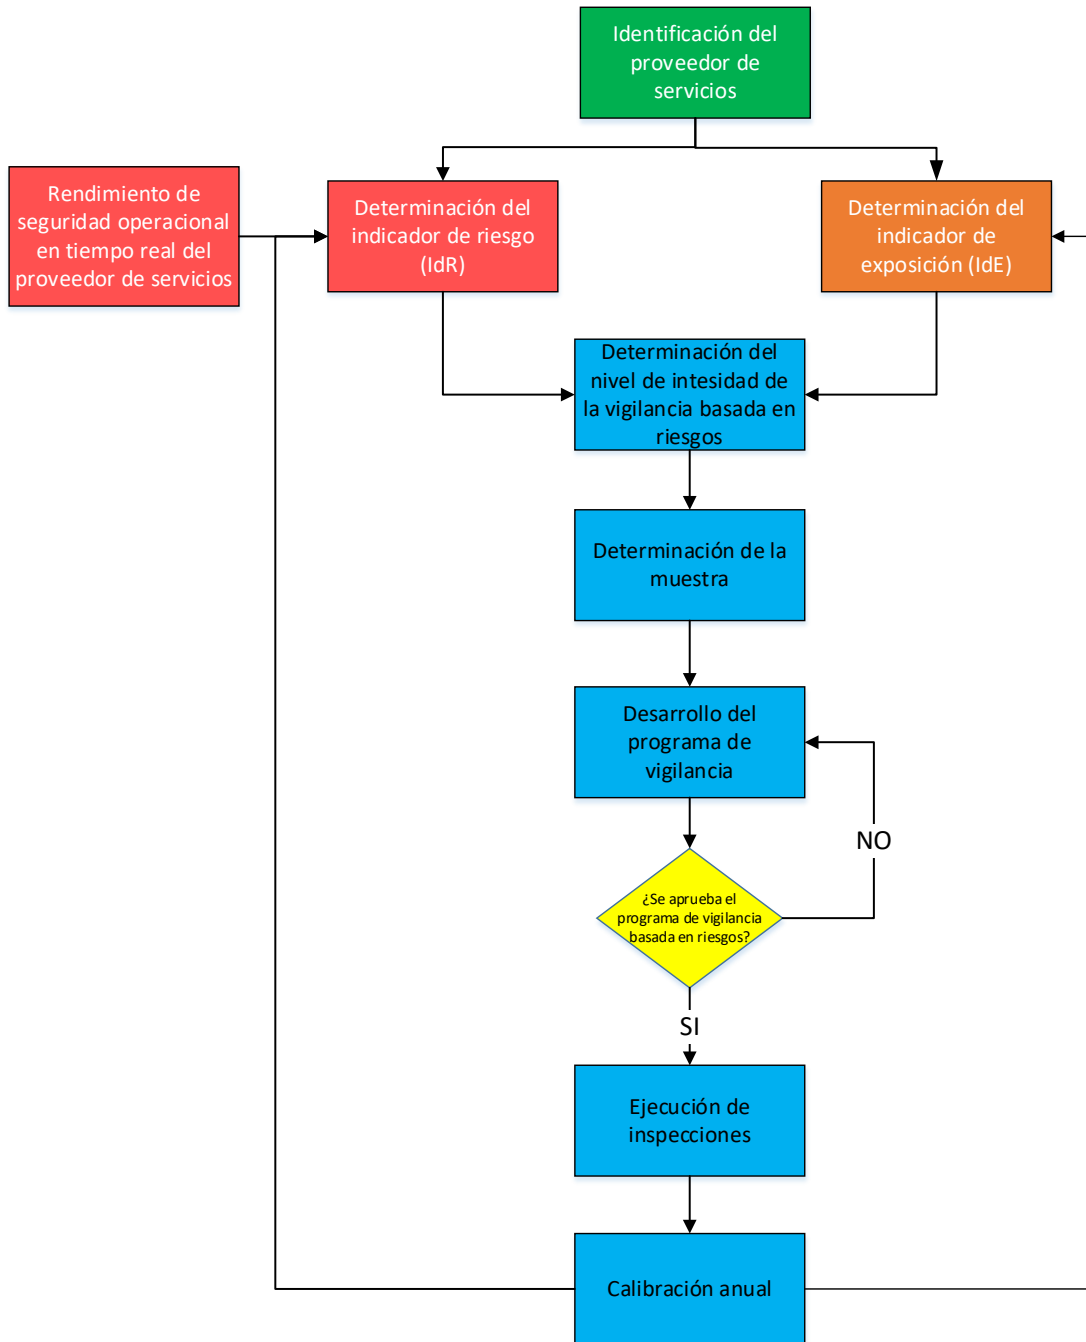 Identificación del
proveedor de
servicios
Rendimiento de
seguridad operacional
en tiempo real del
proveedor de servicios
Determinación del
indicador de riesgo
(IdR)
Determinación del
indicador de
exposición (IdE)
Determinación del
nivel de intesidad de
la vigilancia basada en
riesgos
Determinación de la
muestra
Desarrollo del
programa de
vigilancia
NO
¿Se aprueba el
programa de vigilancia
basada en riesgos?
SI
Ejecución de
inspecciones
Calibración anual